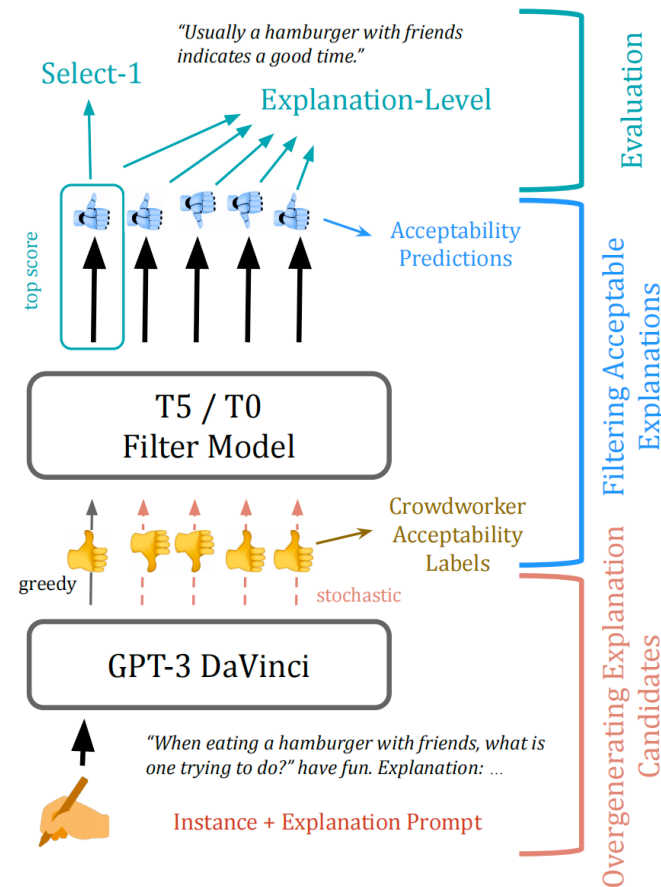 “Usually a hamburger with friends
indicates a good time.”
Select-1
Explanation-Level
Evaluation
top score
Acceptability
Predictions
Filtering Acceptable
Explanations
T5 / T0
Filter Model
Crowdworker
Acceptability
Labels
greedy
stochastic
GPT-3 DaVinci
Overgenerating Explanation
Candidates
“When eating a hamburger with friends, what is
one trying to do?” have fun. Explanation: …
Instance + Explanation Prompt